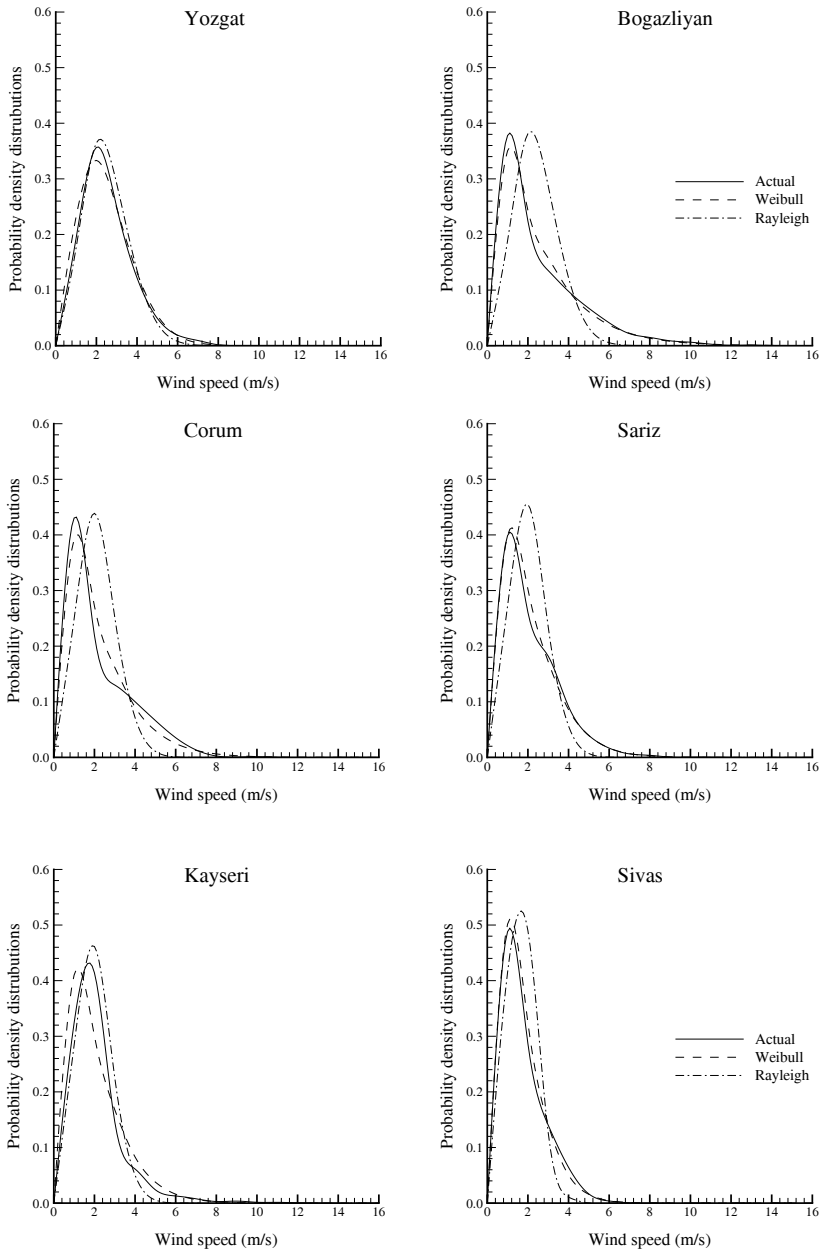 Yozgat
0.6
0.5
0.4
0.3
0.2
0.1
0.0
Probability density distrubutions
0 2 4 6 8 10 12 14 16
Wind speed (m/s)
Bogazliyan
0.6
0.5
0.4
0.3
0.2
0.1
0.0
Probability density distrubutions
Actual
Weibull
Rayleigh
0 2 4 6 8 10 12 14 16
Wind speed (m/s)
Corum
0.6
0.5
0.4
0.3
0.2
0.1
0.0
Probability density distrubutions
0 2 4 6 8 10 12 14 16
Wind speed (m/s)
Sariz
0.6
0.5
0.4
0.3
0.2
0.1
0.0
Probability density distrubutions
0 2 4 6 8 10 12 14 16
Wind speed (m/s)
Kayseri
0.6
0.5
0.4
0.3
0.2
0.1
0.0
Probability density distrubutions
0 2 4 6 8 10 12 14 16
Wind speed (m/s)
Sivas
0.6
0.5
0.4
0.3
0.2
0.1
0.0
Probability density distrubutions
Actual
Weibull
Rayleigh
0 2 4 6 8 10 12 14 16
Wind speed (m/s)